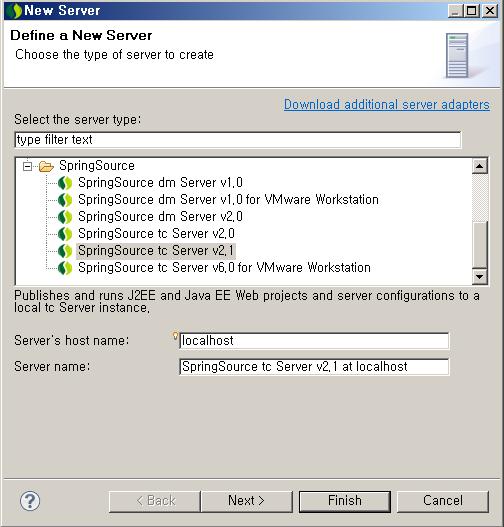 New Server
Define a New Server
Choose the type of server to create
Download additional server adapters
Select the server type:
type filter text
SpringSource
SpringSource dm Server v1.0
SpringSource dm Server v1.0 for VMware Workstation
SpringSource dm Server v2.0
SpringSource tc Server v2.0
SpringSource tc Server v2.1
SpringSource tc Server v6.0 for VMware Workstation
Publishes and runs J2EE and Java EE Web projects and server configurations to a
local tc Server instance.
Server's host name: localhost
Server name: SpringSource tc Server v2.1 at localhost
? < Back Next > Finish Cancel